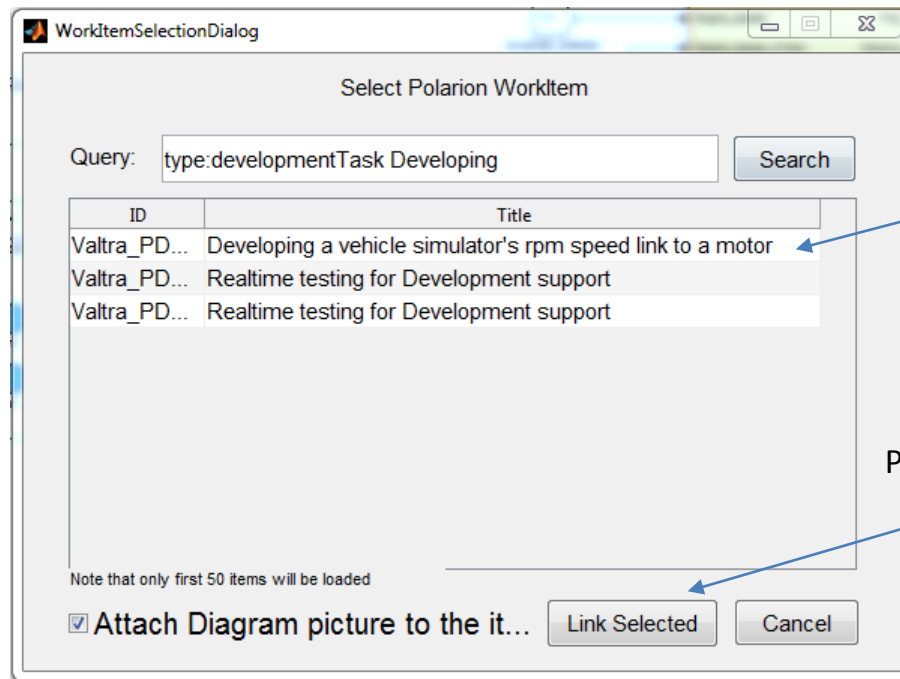 WorkItemSelectionDialog
Select Polarion WorkItem
Query: type:developmentTask Developing Search
ID Title
Valtra_PD... Developing a vehicle simulator's rpm speed link to a motor
Valtra_PD... Realtime testing for Development support
Valtra_PD... Realtime testing for Development support
P
Note that only first 50 items will be loaded
Attach Diagram picture to the it... Link Selected Cancel